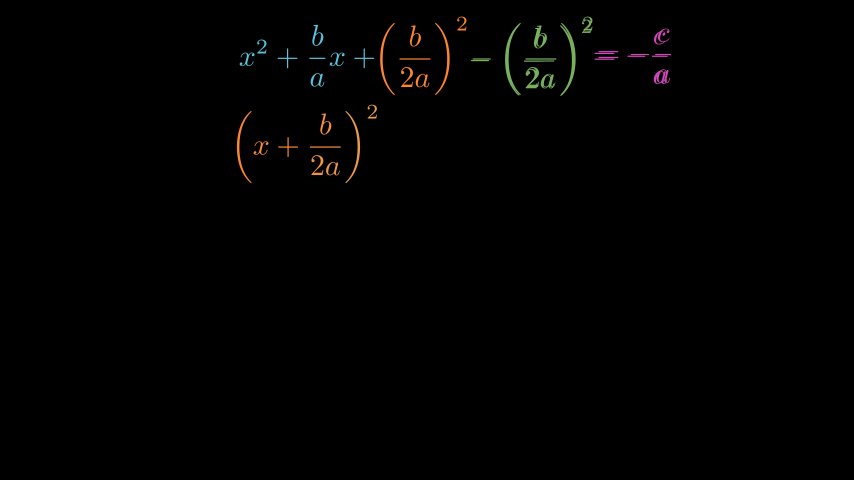 x² + b/a x + (b/2a)² − (b/2a)² = −c/a
(x + b/2a)²